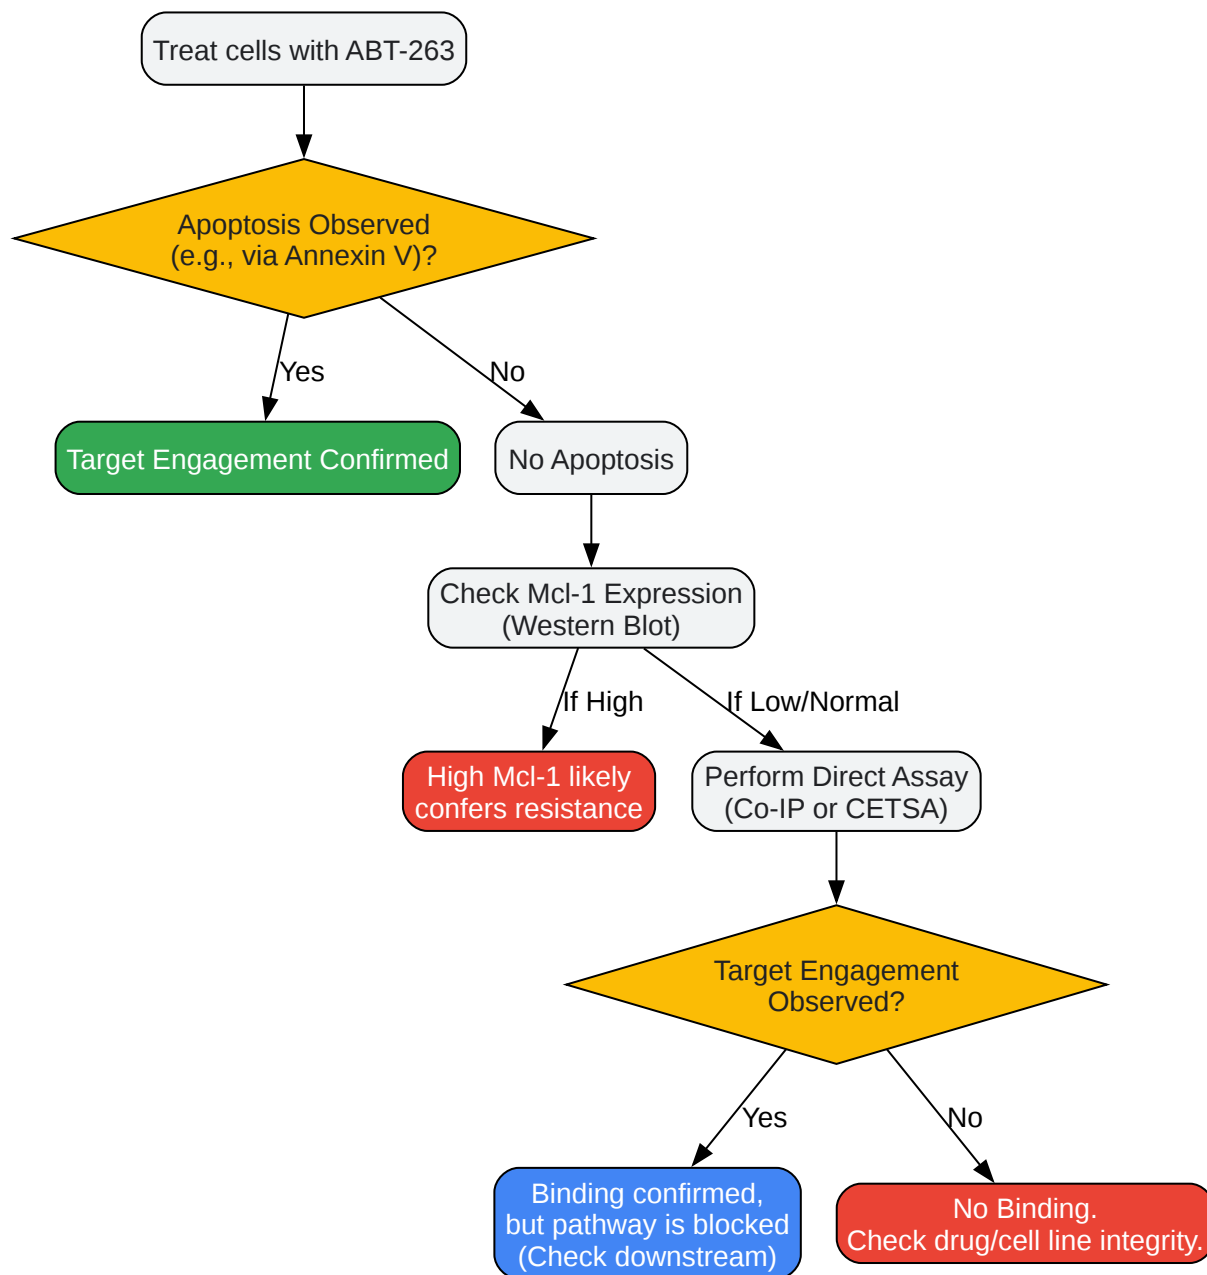 Treat cells with ABT-263
Apoptosis Observed
(e.g., via Annexin V)?
Yes
No
Target Engagement Confirmed
No Apoptosis
Check Mcl-1 Expression
(Western Blot)
If High
If Low/Normal
High Mcl-1 likely
confers resistance
Perform Direct Assay
(Co-IP or CETSA)
Target Engagement
Observed?
Yes
No
Binding confirmed,
but pathway is blocked
(Check downstream)
No Binding.
Check drug/cell line integrity.